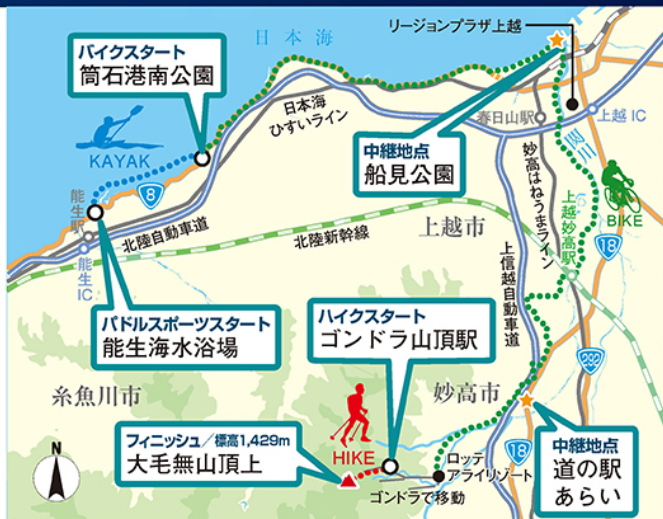 日本海
リージョンプラザ上越
バイクスタート
筒石港南公園
日本海
ひすいライン
春日山駅
上越 IC
関川
KAYAK
8
中継地点
船見公園
妙高はねうまライン
BIKE
能生駅
能生 IC
北陸自動車道
北陸新幹線
上越市
上越妙高駅
18
上信越自動車道
パドルスポーツスタート
能生海水浴場
ハイクスタート
ゴンドラ山頂駅
292
糸魚川市
妙高市
フィニッシュ/標高1,429m
大毛無山頂上
HIKE
ロッテ
アライリゾート
18
中継地点
道の駅
あらい
N
ゴンドラで移動